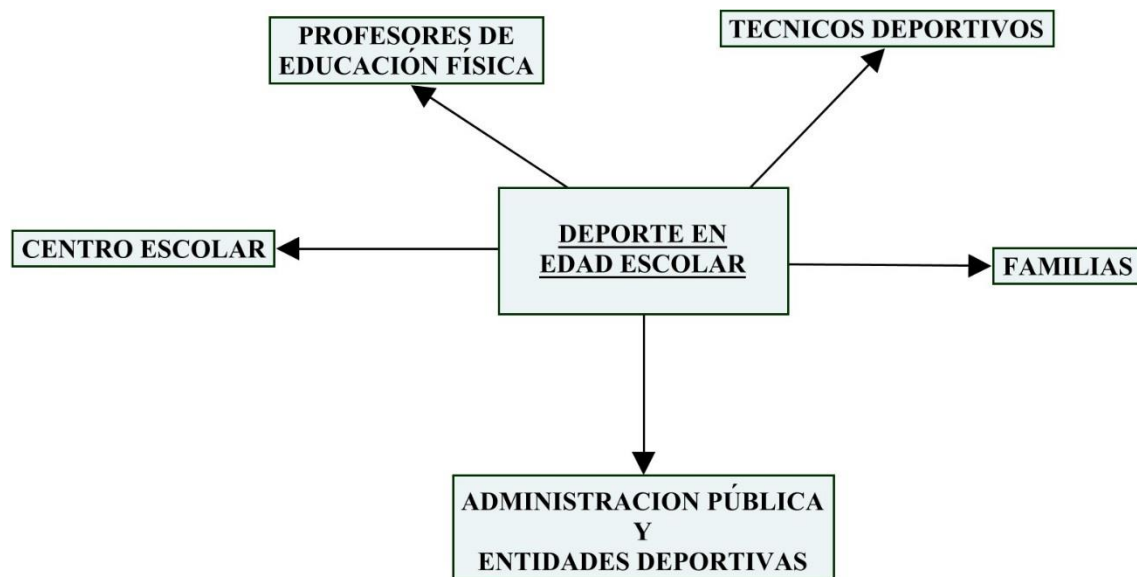 PROFESORES DE
EDUCACIÓN FÍSICA
TECNICOS DEPORTIVOS
CENTRO ESCOLAR
DEPORTE EN
EDAD ESCOLAR
FAMILIAS
ADMINISTRACION PÚBLICA
Y
ENTIDADES DEPORTIVAS